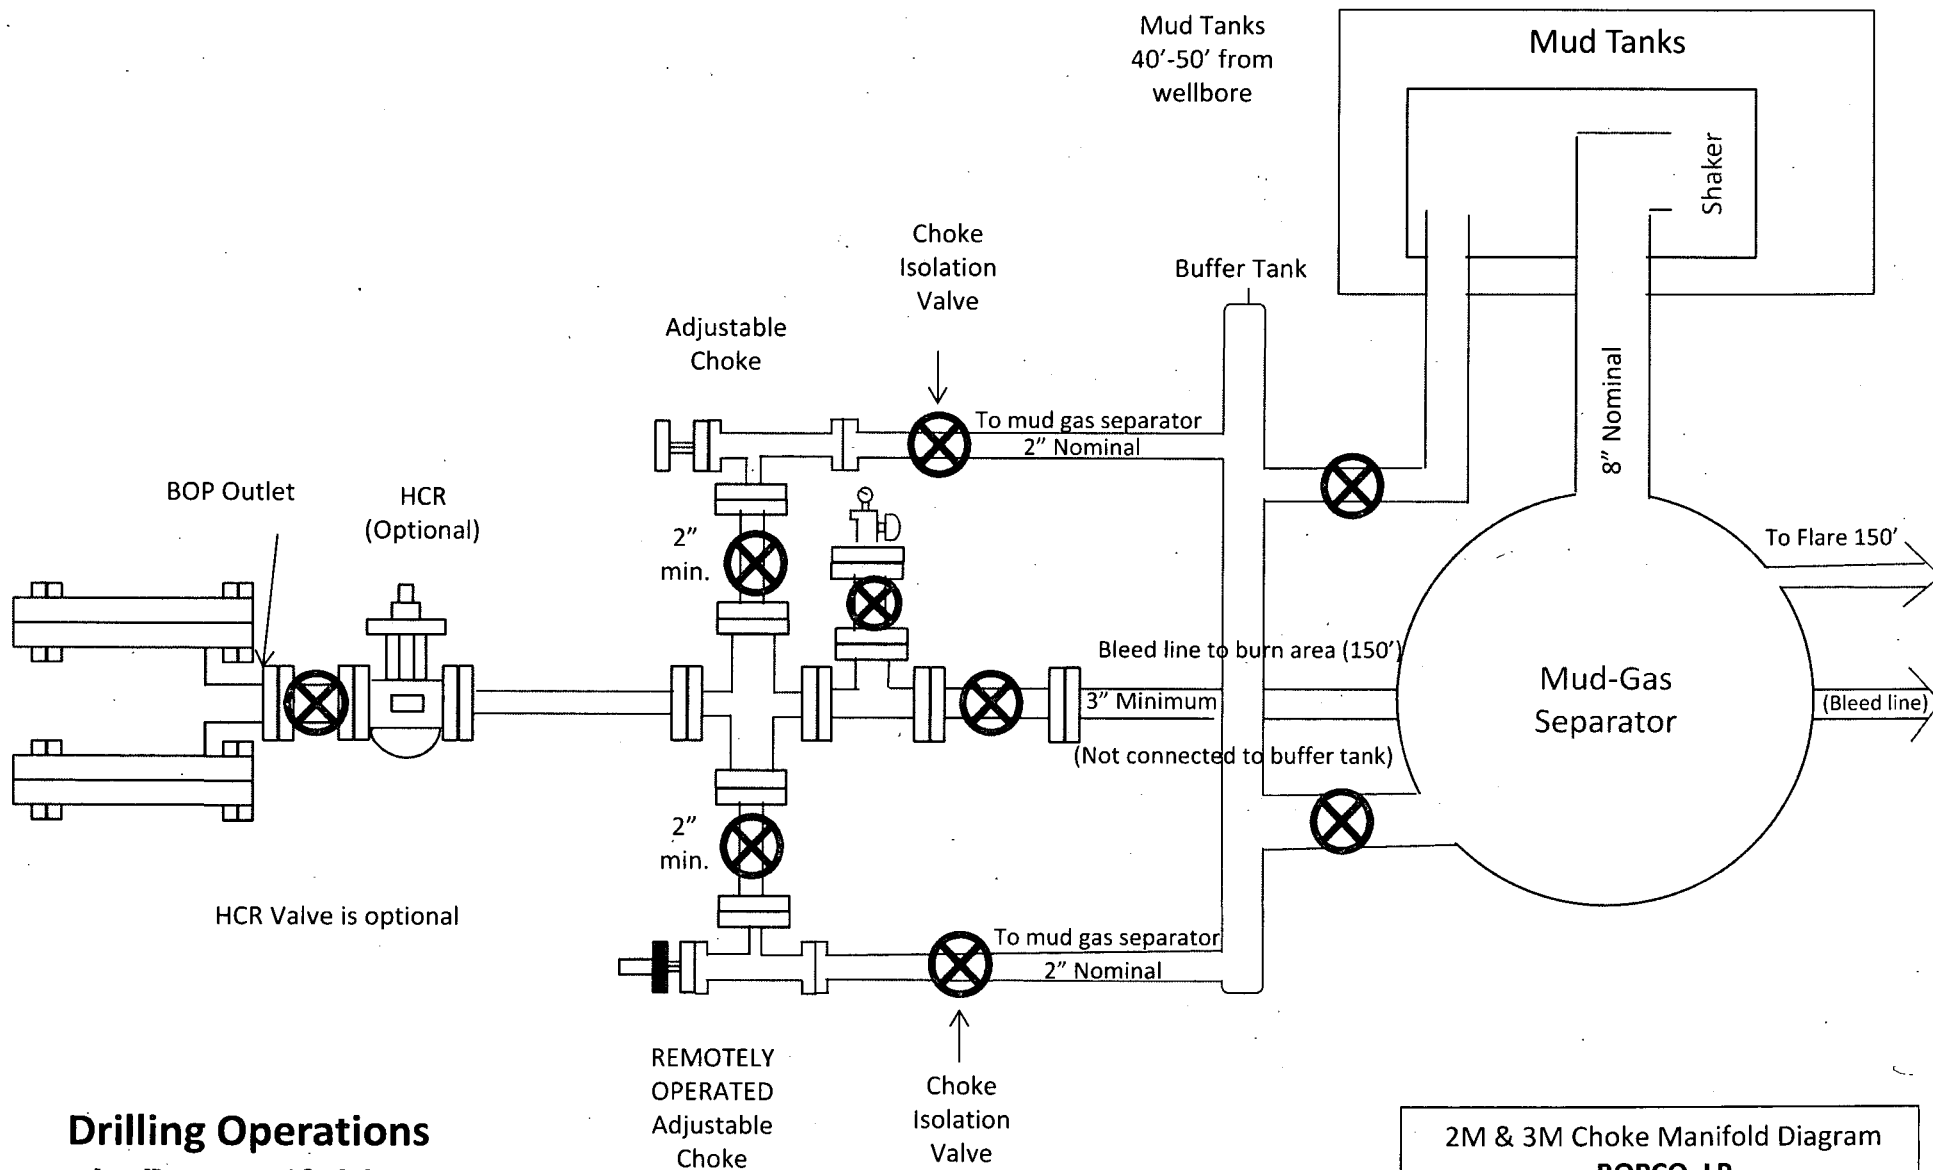 Mud Tanks
40'-50' from
wellbore
Mud Tanks
Shaker
Choke
Isolation
Valve
Buffer Tank
Adjustable
Choke
8" Nominal
To mud gas separator
2" Nominal
BOP Outlet
HCR
(Optional)
2"
min.
To Flare 150'
Bleed line to burn area (150')
3" Minimum
(Not connected to buffer tank)
Mud-Gas
Separator
(Bleed line)
2"
min.
HCR Valve is optional
To mud gas separator
2" Nominal
REMOTELY
OPERATED
Adjustable
Choke
Choke
Isolation
Valve
Drilling Operations
2M & 3M Choke Manifold Diagram